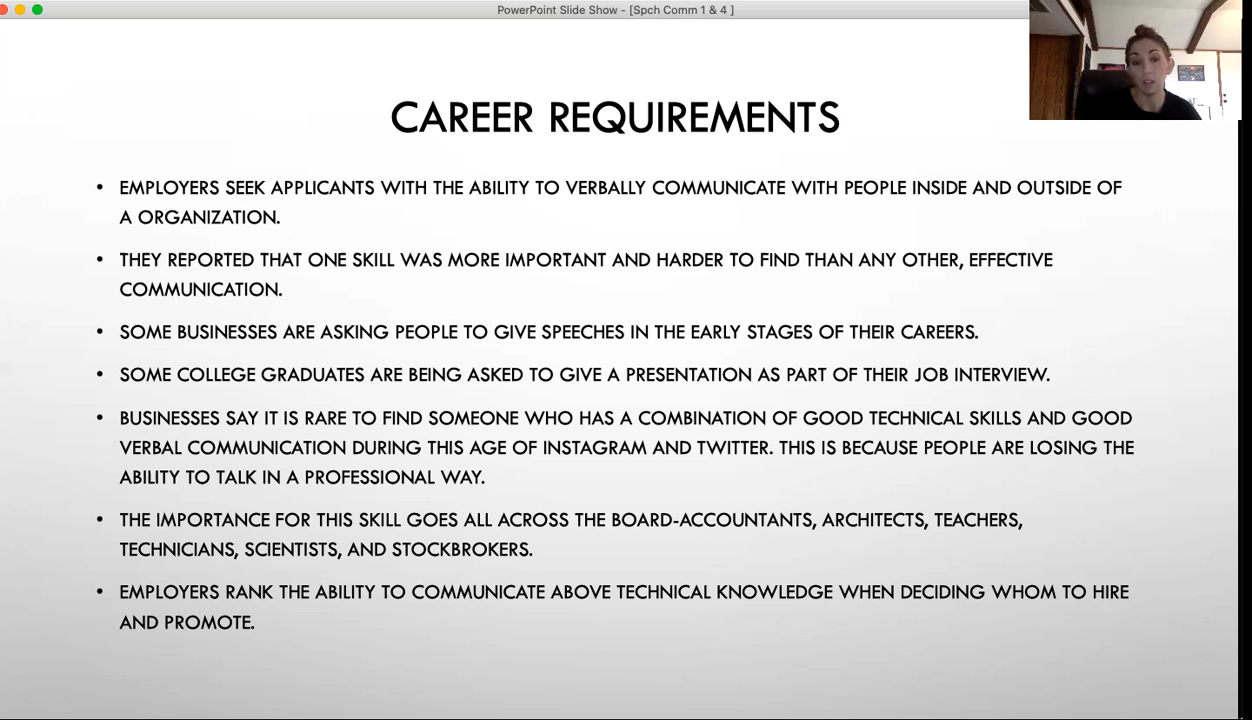 PowerPoint Slide Show - [Spch Comm 1 & 4 ]
CAREER REQUIREMENTS
• EMPLOYERS SEEK APPLICANTS WITH THE ABILITY TO VERBALLY COMMUNICATE WITH PEOPLE INSIDE AND OUTSIDE OF
A ORGANIZATION.
• THEY REPORTED THAT ONE SKILL WAS MORE IMPORTANT AND HARDER TO FIND THAN ANY OTHER, EFFECTIVE
COMMUNICATION.
• SOME BUSINESSES ARE ASKING PEOPLE TO GIVE SPEECHES IN THE EARLY STAGES OF THEIR CAREERS.
• SOME COLLEGE GRADUATES ARE BEING ASKED TO GIVE A PRESENTATION AS PART OF THEIR JOB INTERVIEW.
• BUSINESSES SAY IT IS RARE TO FIND SOMEONE WHO HAS A COMBINATION OF GOOD TECHNICAL SKILLS AND GOOD
VERBAL COMMUNICATION DURING THIS AGE OF INSTAGRAM AND TWITTER. THIS IS BECAUSE PEOPLE ARE LOSING THE
ABILITY TO TALK IN A PROFESSIONAL WAY.
• THE IMPORTANCE FOR THIS SKILL GOES ALL ACROSS THE BOARD-ACCOUNTANTS, ARCHITECTS, TEACHERS,
TECHNICIANS, SCIENTISTS, AND STOCKBROKERS.
• EMPLOYERS RANK THE ABILITY TO COMMUNICATE ABOVE TECHNICAL KNOWLEDGE WHEN DECIDING WHOM TO HIRE
AND PROMOTE.